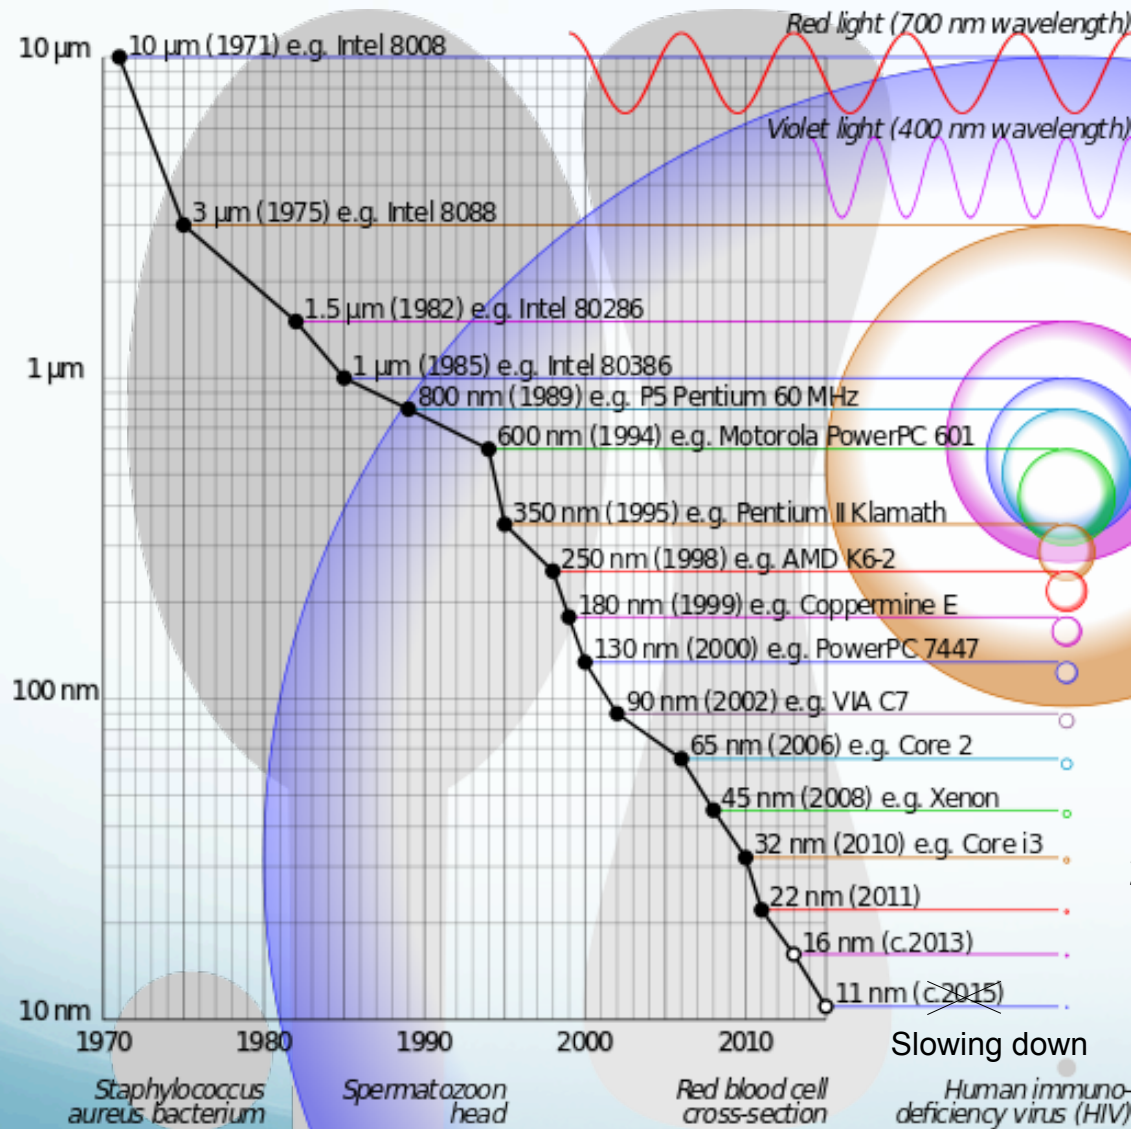 Red light (700 nm wavelength)
10 µm
10 µm (1971) e.g. Intel 8008
Violet light (400 nm wavelength)
3 µm (1975) e.g. Intel 8088
1.5 µm (1982) e.g. Intel 80286
1 µm
1 µm (1985) e.g. Intel 80386
800 nm (1989) e.g. P5 Pentium 60 MHz
600 nm (1994) e.g. Motorola PowerPC 601
350 nm (1995) e.g. Pentium II Klamath
250 nm (1998) e.g. AMD K6-2
180 nm (1999) e.g. Coppermine E
130 nm (2000) e.g. PowerPC 7447
100 nm
90 nm (2002) e.g. VIA C7
65 nm (2006) e.g. Core 2
45 nm (2008) e.g. Xenon
32 nm (2010) e.g. Core i3
22 nm (2011)
16 nm (c.2013)
11 nm (c.2015)
10 nm
1970 1980 1990 2000 2010
Slowing down
Staphylococcus
aureus bacterium
Spermatozoon
head
Red blood cell
cross-section
Human immuno-
deficiency virus (HIV)